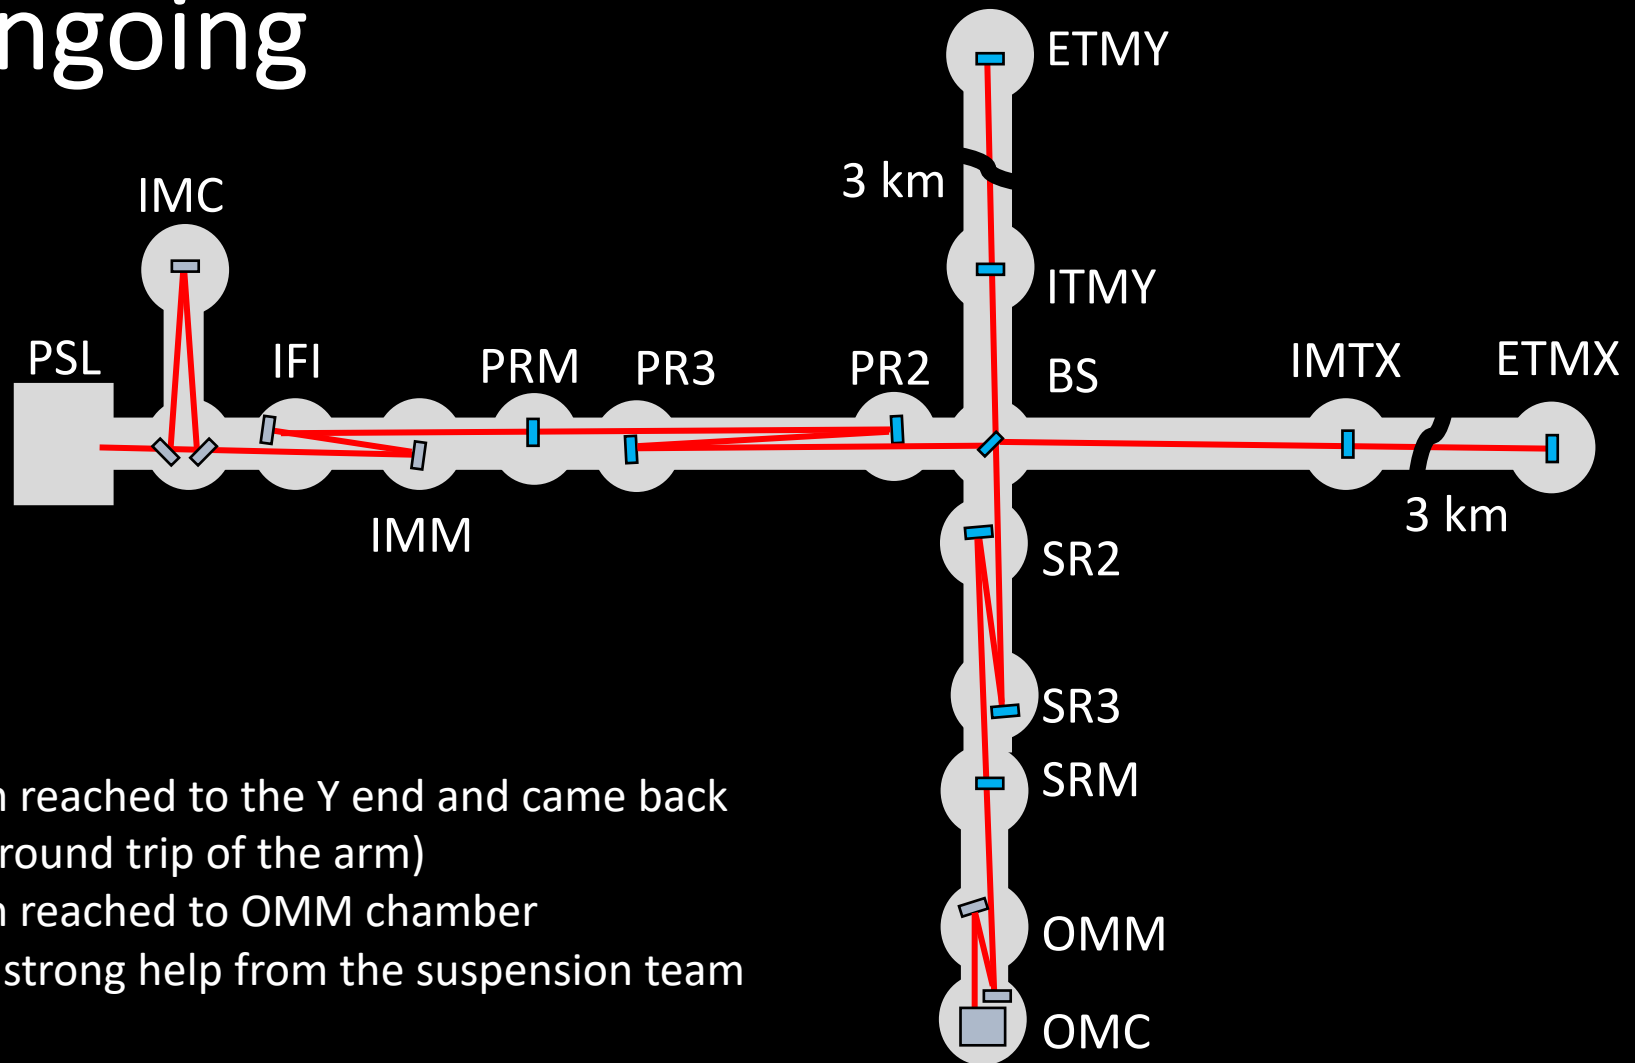 ngoing
ETMY
3 km
IMC
ITMY
PSL
IFI
PRM
PR3
PR2
BS
IMTX
ETMX
3 km
IMM
SR2
SR3
SRM
reached to the Y end and came back
round trip of the arm)
reached to OMM chamber
strong help from the suspension team
OMM
OMC